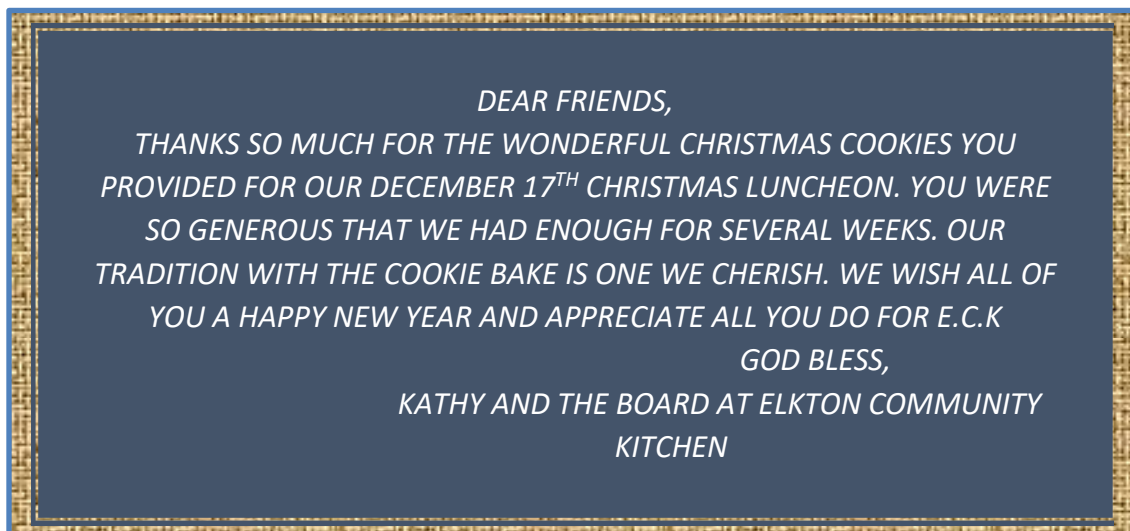 DEAR FRIENDS,
THANKS SO MUCH FOR THE WONDERFUL CHRISTMAS COOKIES YOU
PROVIDED FOR OUR DECEMBER 17TH CHRISTMAS LUNCHEON. YOU WERE
SO GENEROUS THAT WE HAD ENOUGH FOR SEVERAL WEEKS. OUR
TRADITION WITH THE COOKIE BAKE IS ONE WE CHERISH. WE WISH ALL OF
YOU A HAPPY NEW YEAR AND APPRECIATE ALL YOU DO FOR E.C.K
GOD BLESS,
KATHY AND THE BOARD AT ELKTON COMMUNITY
KITCHEN